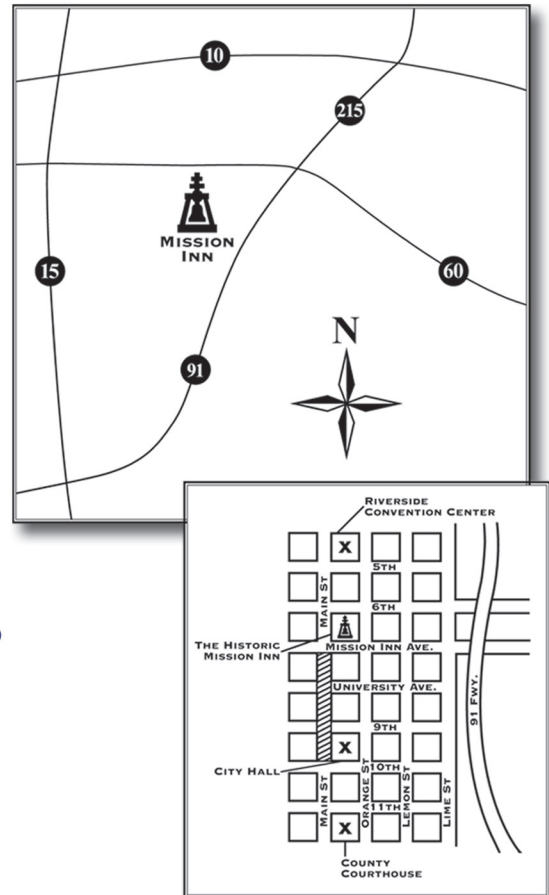 10
215
MISSION
INN
15
60
N
91
RIVERSIDE
CONVENTION CENTER
X
5TH
MAIN ST
6TH
THE HISTORIC
MISSION INN
MISSION INN AVE.
UNIVERSITY AVE.
91 FWY.
9TH
X
CITY HALL
10TH
MAIN ST
ORANGE ST
11TH
LEMON ST
LIME ST
X
COUNTY
COURTHOUSE